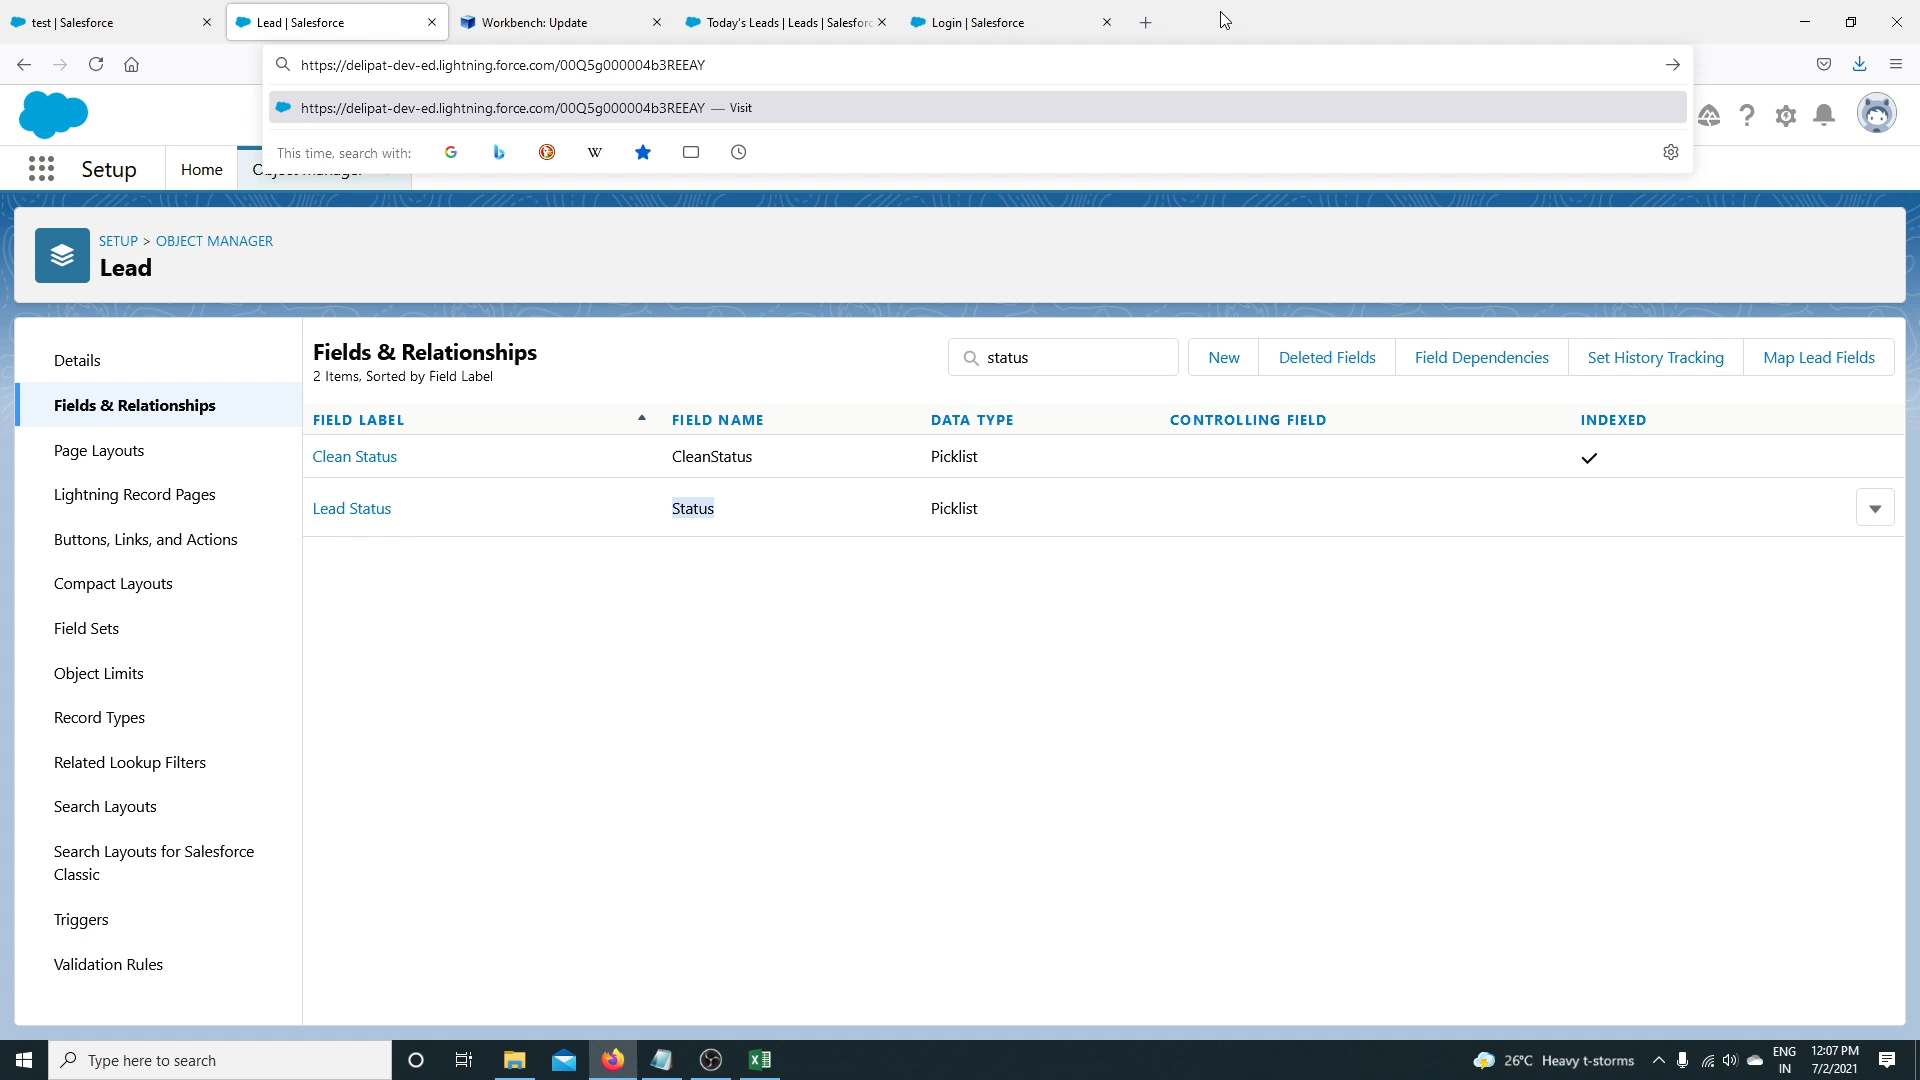 test | Salesforce
Lead | Salesforce
Workbench: Update
Today's Leads | Leads | Salesforc
Login | Salesforce
https://delipat-dev-ed.lightning.force.com/00Q5g000004b3REEAY
https://delipat-dev-ed.lightning.force.com/00Q5g000004b3REEAY — Visit
This time, search with:
Setup
Home
Object Manager
SETUP > OBJECT MANAGER
Lead
Details
Fields & Relationships
Page Layouts
Lightning Record Pages
Buttons, Links, and Actions
Compact Layouts
Field Sets
Object Limits
Record Types
Related Lookup Filters
Search Layouts
Search Layouts for Salesforce
Classic
Triggers
Validation Rules
Fields & Relationships
2 Items, Sorted by Field Label
status
New
Deleted Fields
Field Dependencies
Set History Tracking
Map Lead Fields
FIELD LABEL FIELD NAME DATA TYPE CONTROLLING FIELD INDEXED
Clean Status CleanStatus Picklist
Lead Status Status Picklist
Type here to search
26°C Heavy t-storms
ENG
IN
12:07 PM
7/2/2021